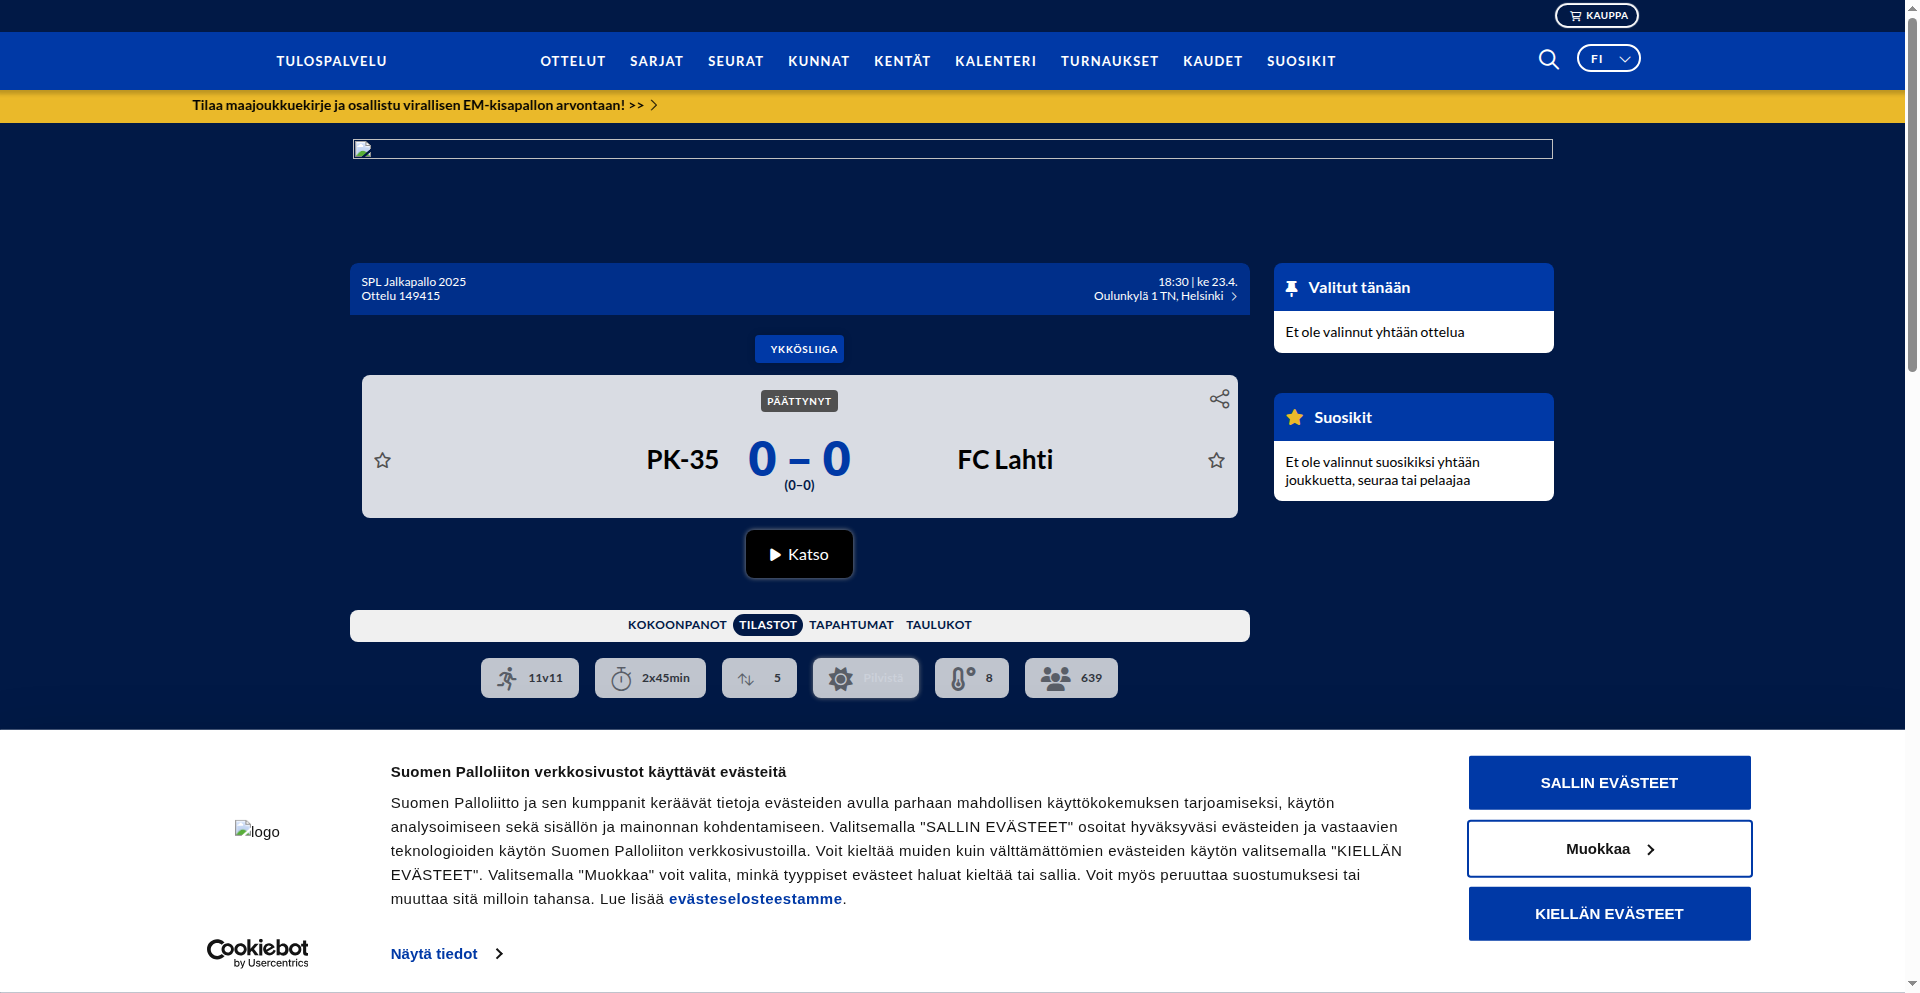 KAUPPA
TULOSPALVELU
OTTELUT SARJAT SEURAT KUNNAT KENTÄT KALENTERI TURNAUKSET KAUDET SUOSIKIT
FI
Tilaa maajoukkuekirje ja osallistu virallisen EM-kisapallon arvontaan! >>
SPL Jalkapallo 2025
Ottelu 149415
18:30 | ke 23.4.
Oulunkylä 1 TN, Helsinki
YKKÖSLIIGA
PÄÄTTYNYT
PK-35 0 – 0 FC Lahti
(0–0)
Katso
Valitut tänään
Et ole valinnut yhtään ottelua
Suosikit
Et ole valinnut suosikiksi yhtään
joukkuetta, seuraa tai pelaajaa
KOKOONPANOT TILASTOT TAPAHTUMAT TAULUKOT
11v11 2x45min 5 Pilvistä 8 639
logo
Cookiebot
by Usercentrics
Suomen Palloliiton verkkosivustot käyttävät evästeitä
Suomen Palloliitto ja sen kumppanit keräävät tietoja evästeiden avulla parhaan mahdollisen käyttökokemuksen tarjoamiseksi, käytön
analysoimiseen sekä sisällön ja mainonnan kohdentamiseen. Valitsemalla "SALLIN EVÄSTEET" osoitat hyväksyväsi evästeiden ja vastaavien
teknologioiden käytön Suomen Palloliiton verkkosivustoilla. Voit kieltää muiden kuin välttämättömien evästeiden käytön valitsemalla "KIELLÄN
EVÄSTEET". Valitsemalla "Muokkaa" voit valita, minkä tyyppiset evästeet haluat kieltää tai sallia. Voit myös peruuttaa suostumuksesi tai
muuttaa sitä milloin tahansa. Lue lisää evästeselosteestamme.
Näytä tiedot
SALLIN EVÄSTEET
Muokkaa
KIELLÄN EVÄSTEET